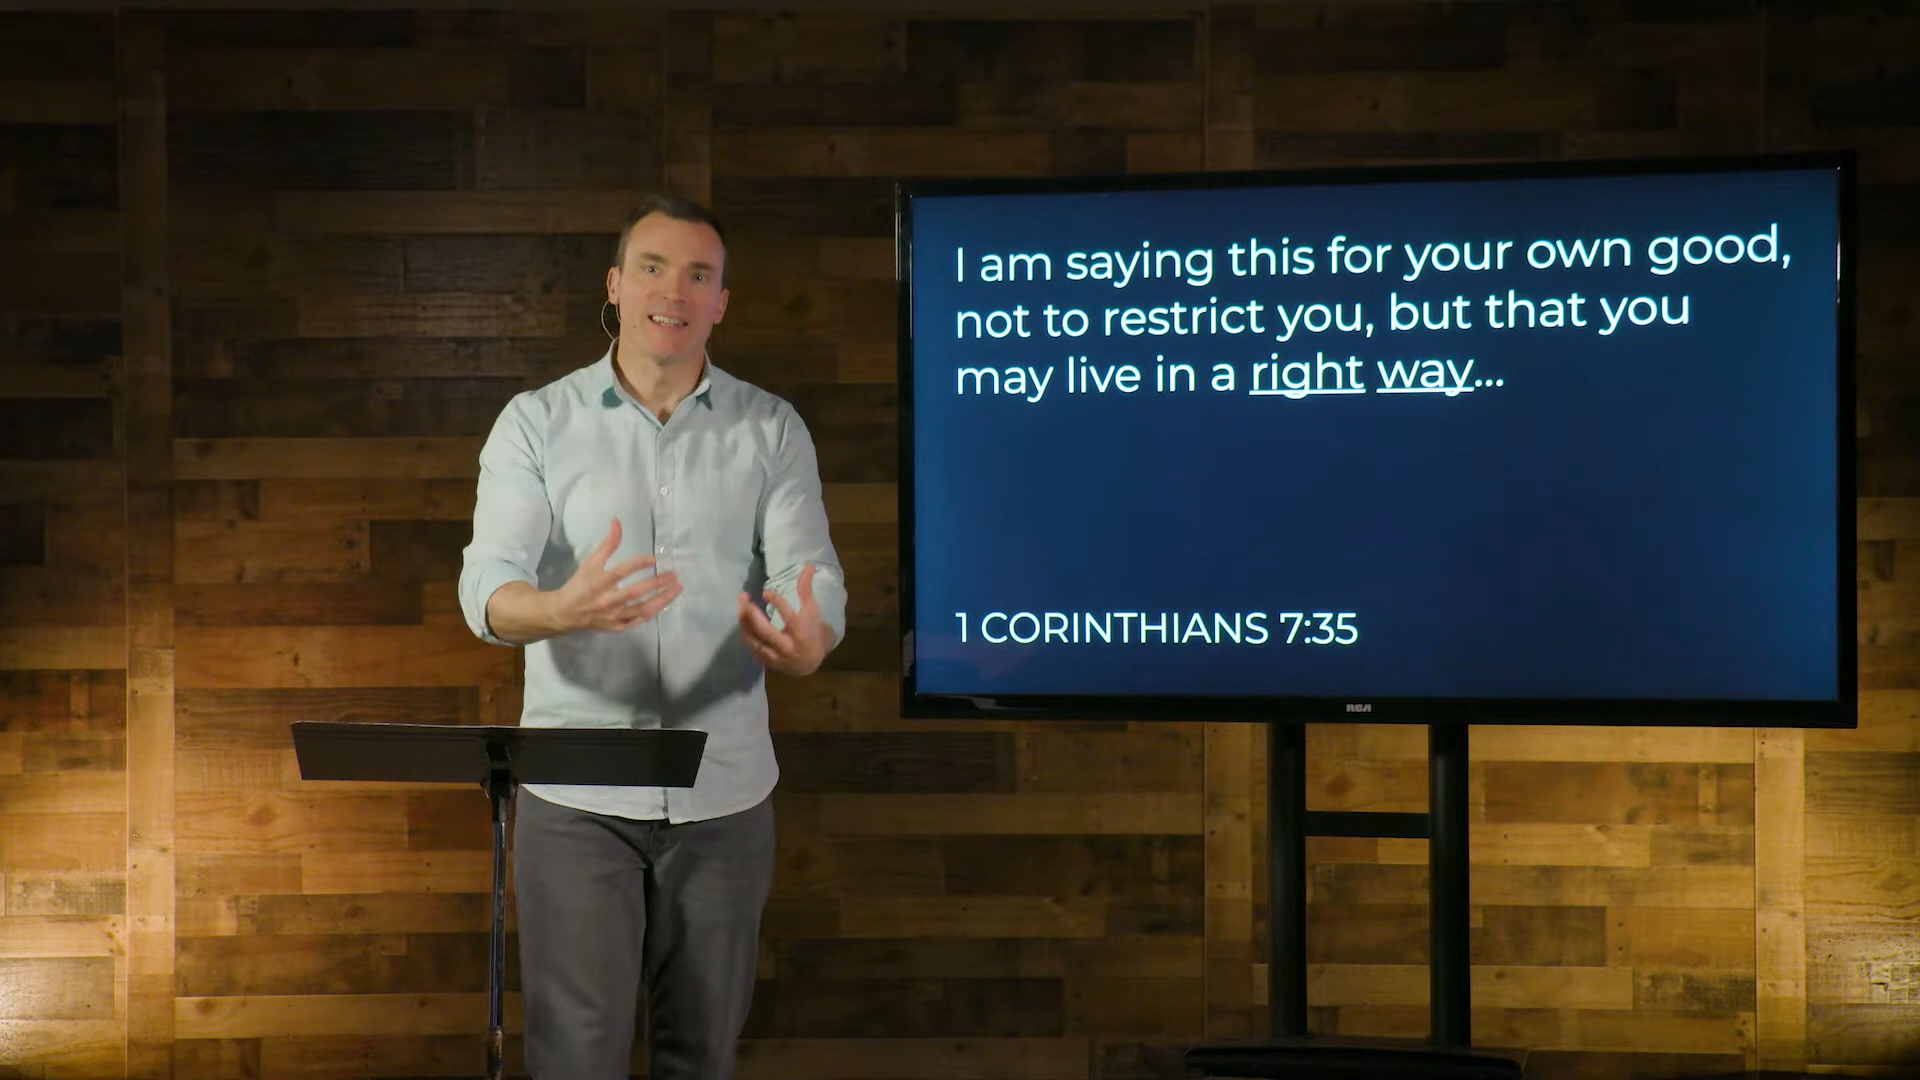 I am saying this for your own good,
not to restrict you, but that you
may live in a right way...
1 CORINTHIANS 7:35
RCA